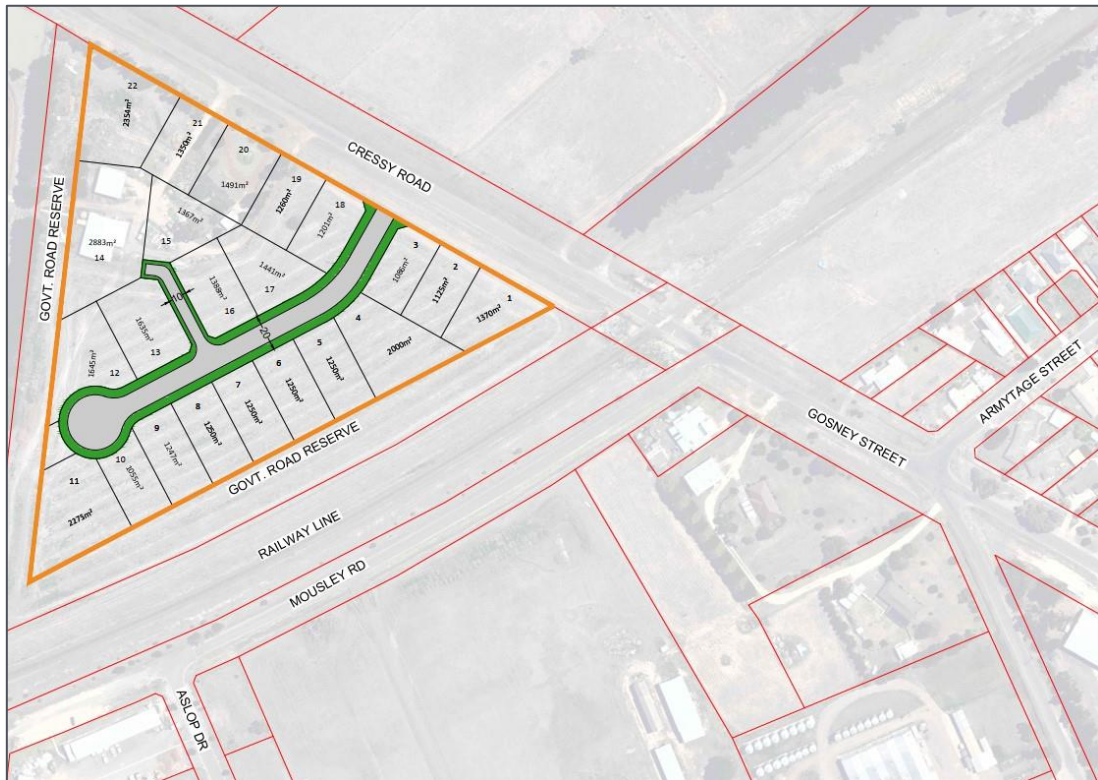 22
2354m²
21
1350m²
20
1491m²
19
1260m²
18
1201m²
CRESSY ROAD
GOVT. ROAD RESERVE
1367m²
15
2883m²
14
1388m²
16
1441m²
17
3
1086m²
2
1125m²
1
1370m²
10
20
1635m²
13
1645m²
12
4
2000m²
5
1250m²
6
1250m²
7
1250m²
8
1250m²
9
1247m²
10
1055m²
11
2275m²
GOVT. ROAD RESERVE
RAILWAY LINE
MOUSLEY RD
ASLOP DR
GOSNEY STREET
ARMYTAGE STREET